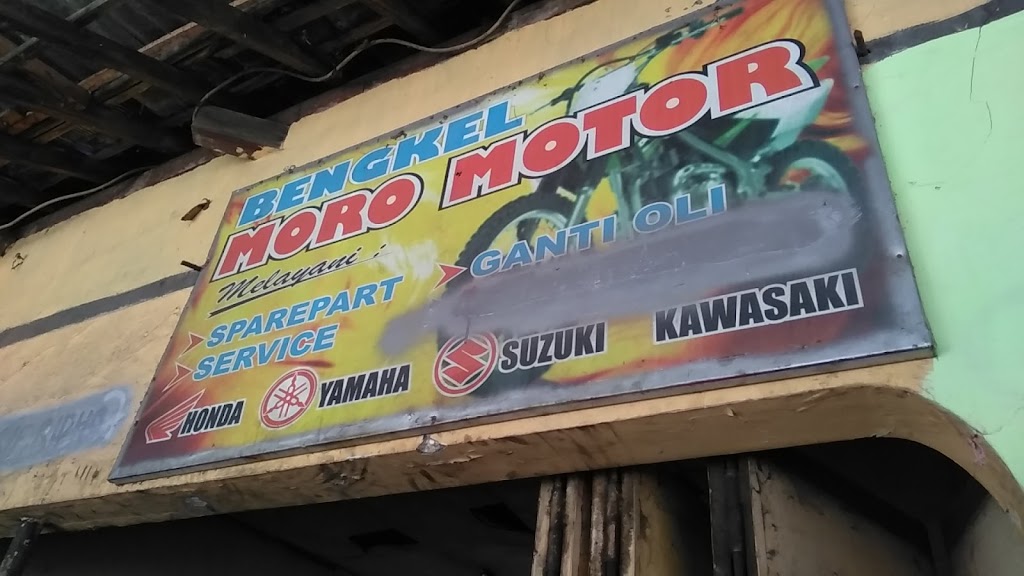 BENGKEL
MORO MOTOR
Melayani :
SPAREPART
SERVICE
GANTI OLI
HONDA YAMAHA SUZUKI KAWASAKI